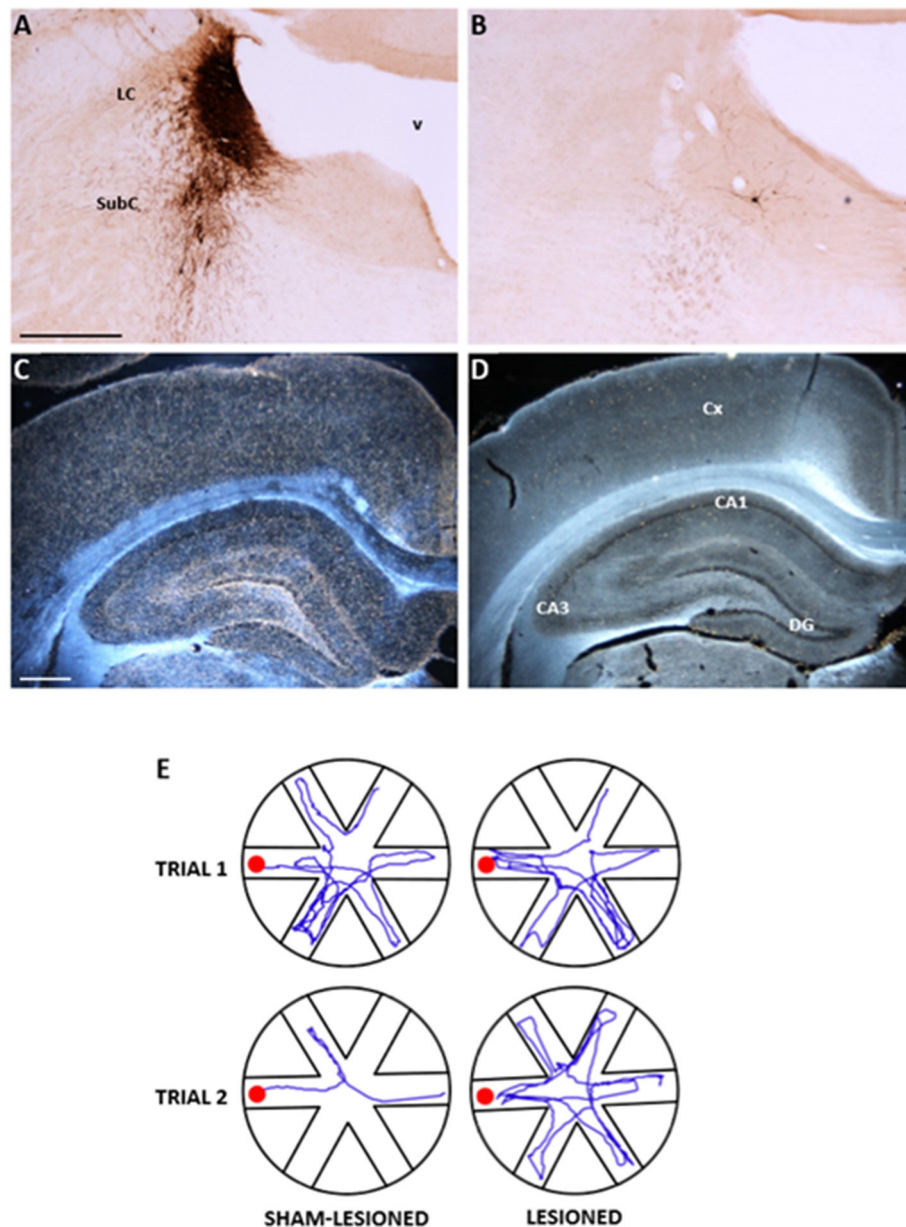 A
B
LC
v
SubC
*
C
D
Cx
CA1
CA3
DG
E
TRIAL 1
TRIAL 2
SHAM-LESIONED
LESIONED